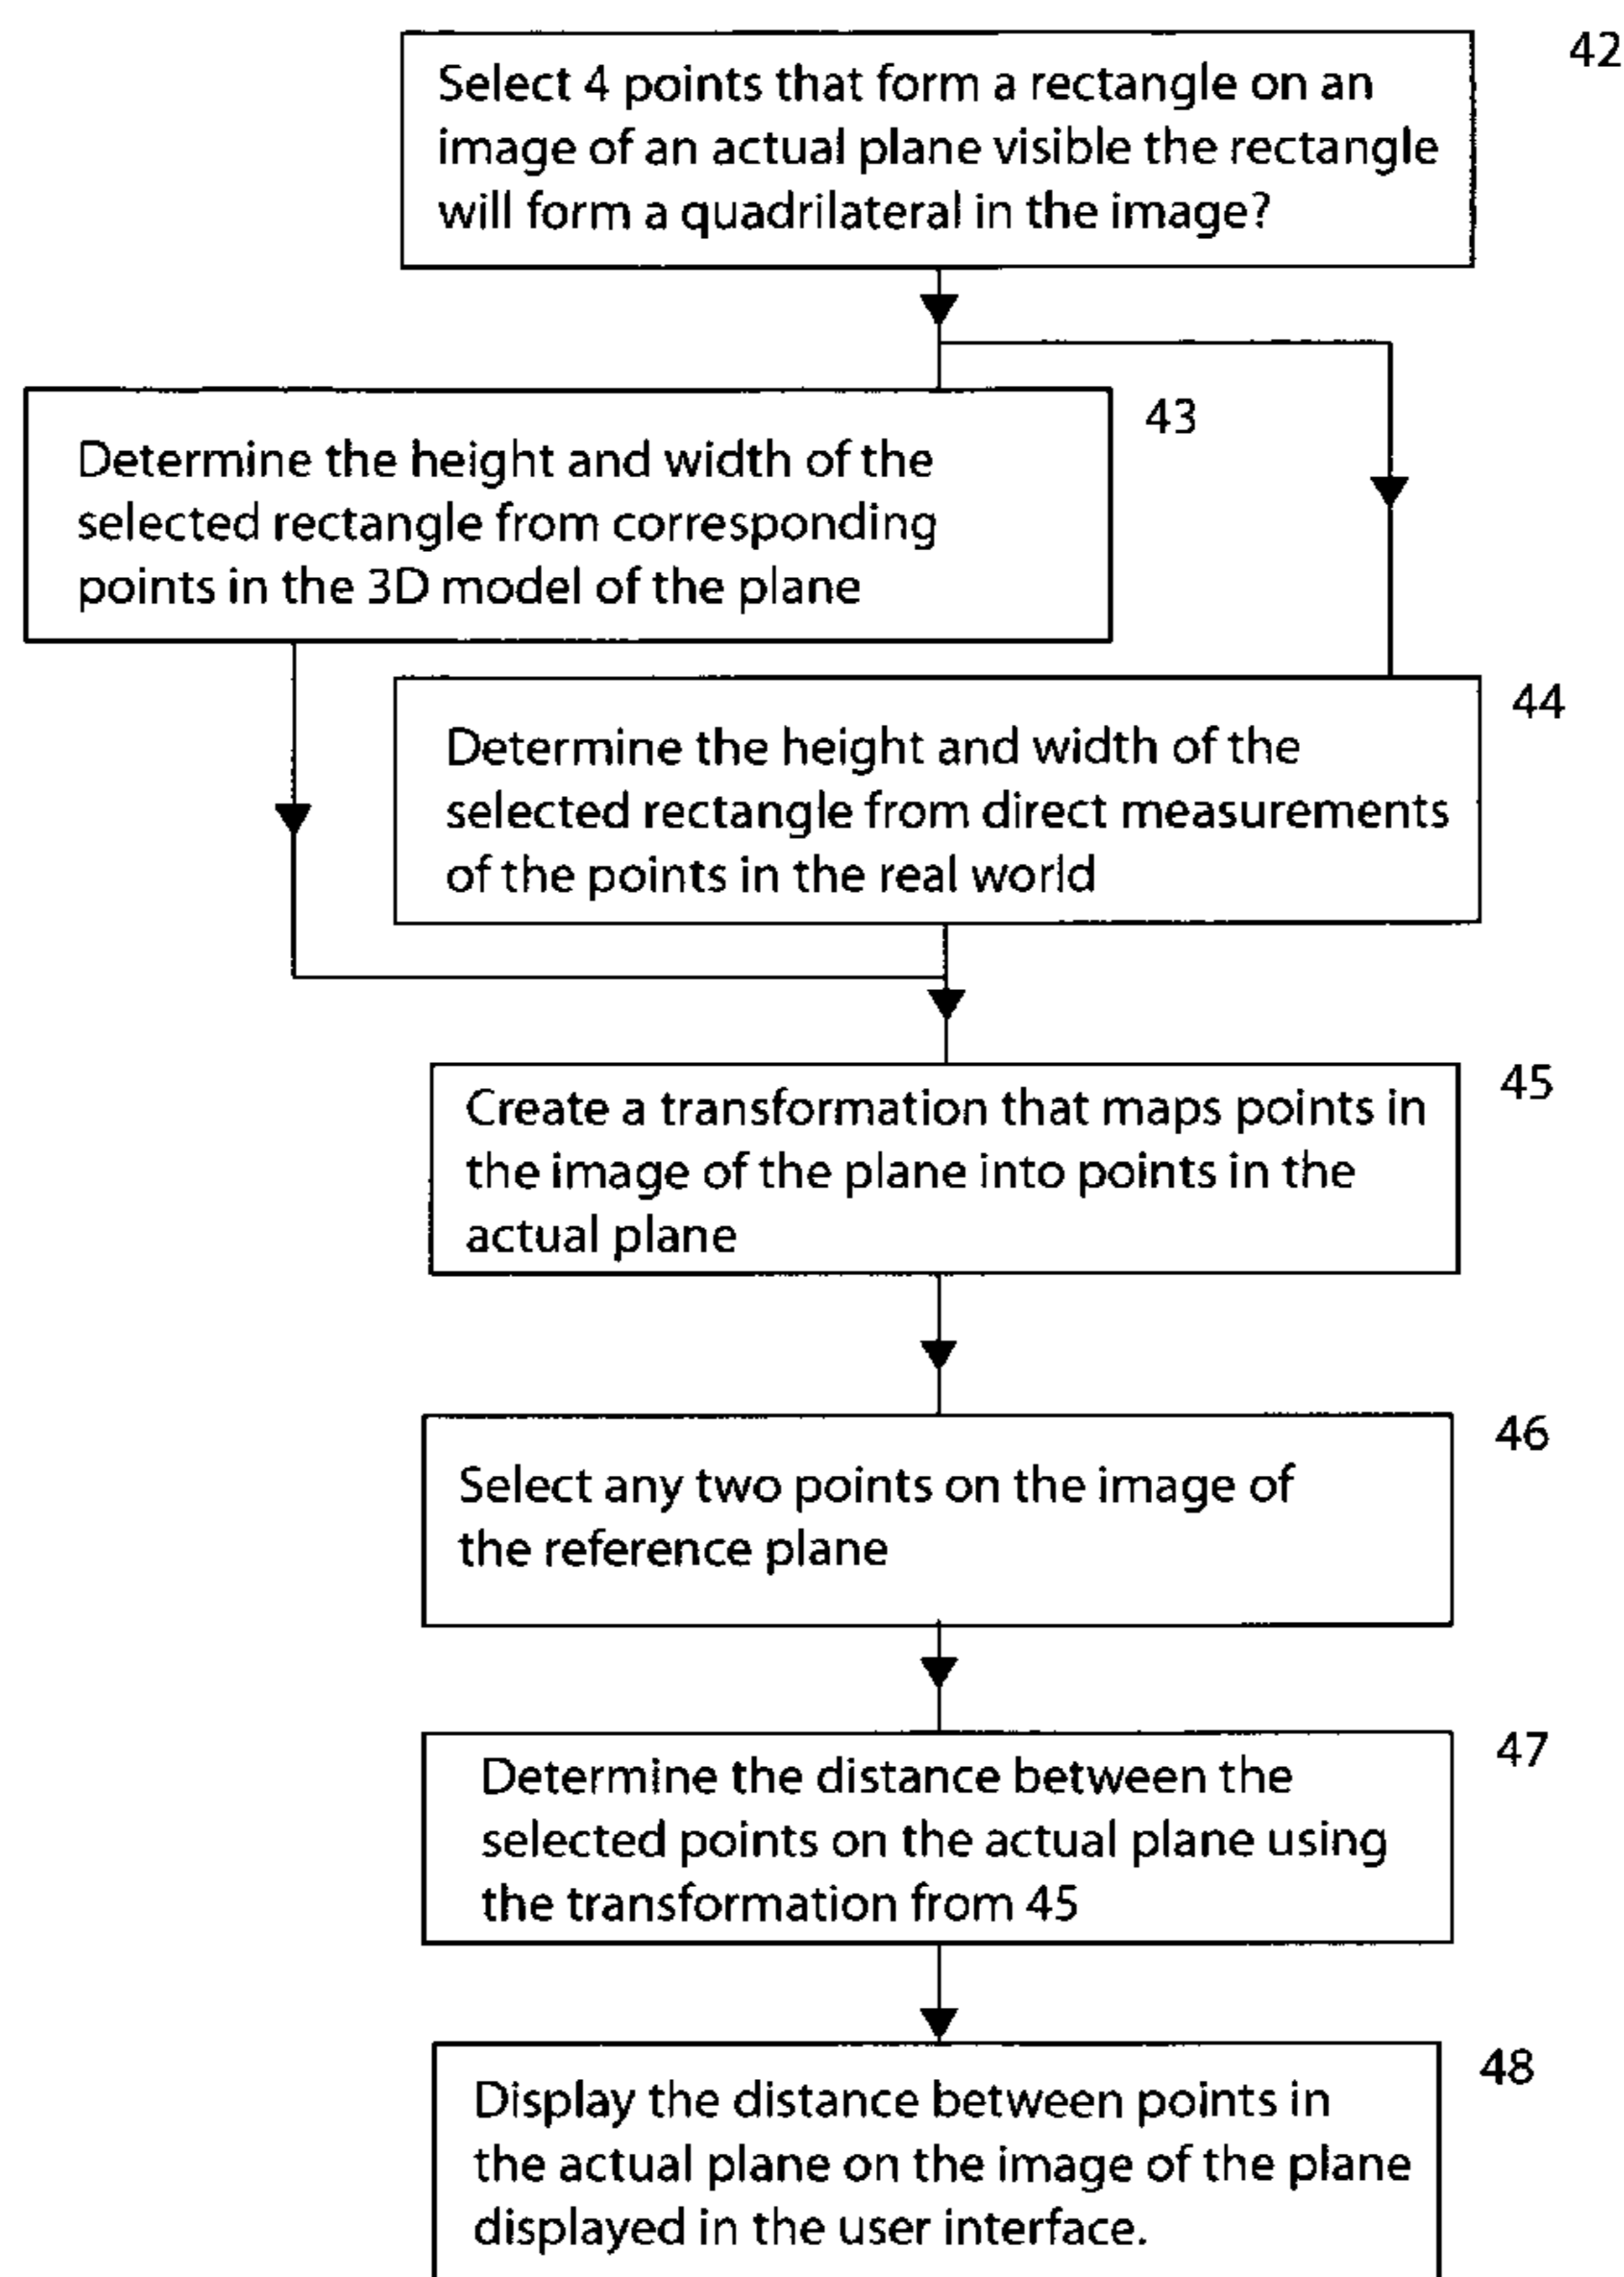 42
Select 4 points that form a rectangle on an
image of an actual plane visible the rectangle
will form a quadrilateral in the image?
43
Determine the height and width of the
selected rectangle from corresponding
points in the 3D model of the plane
44
Determine the height and width of the
selected rectangle from direct measurements
of the points in the real world
45
Create a transformation that maps points in
the image of the plane into points in the
actual plane
46
Select any two points on the image of
the reference plane
47
Determine the distance between the
selected points on the actual plane using
the transformation from 45
48
Display the distance between points in
the actual plane on the image of the plane
displayed in the user interface.